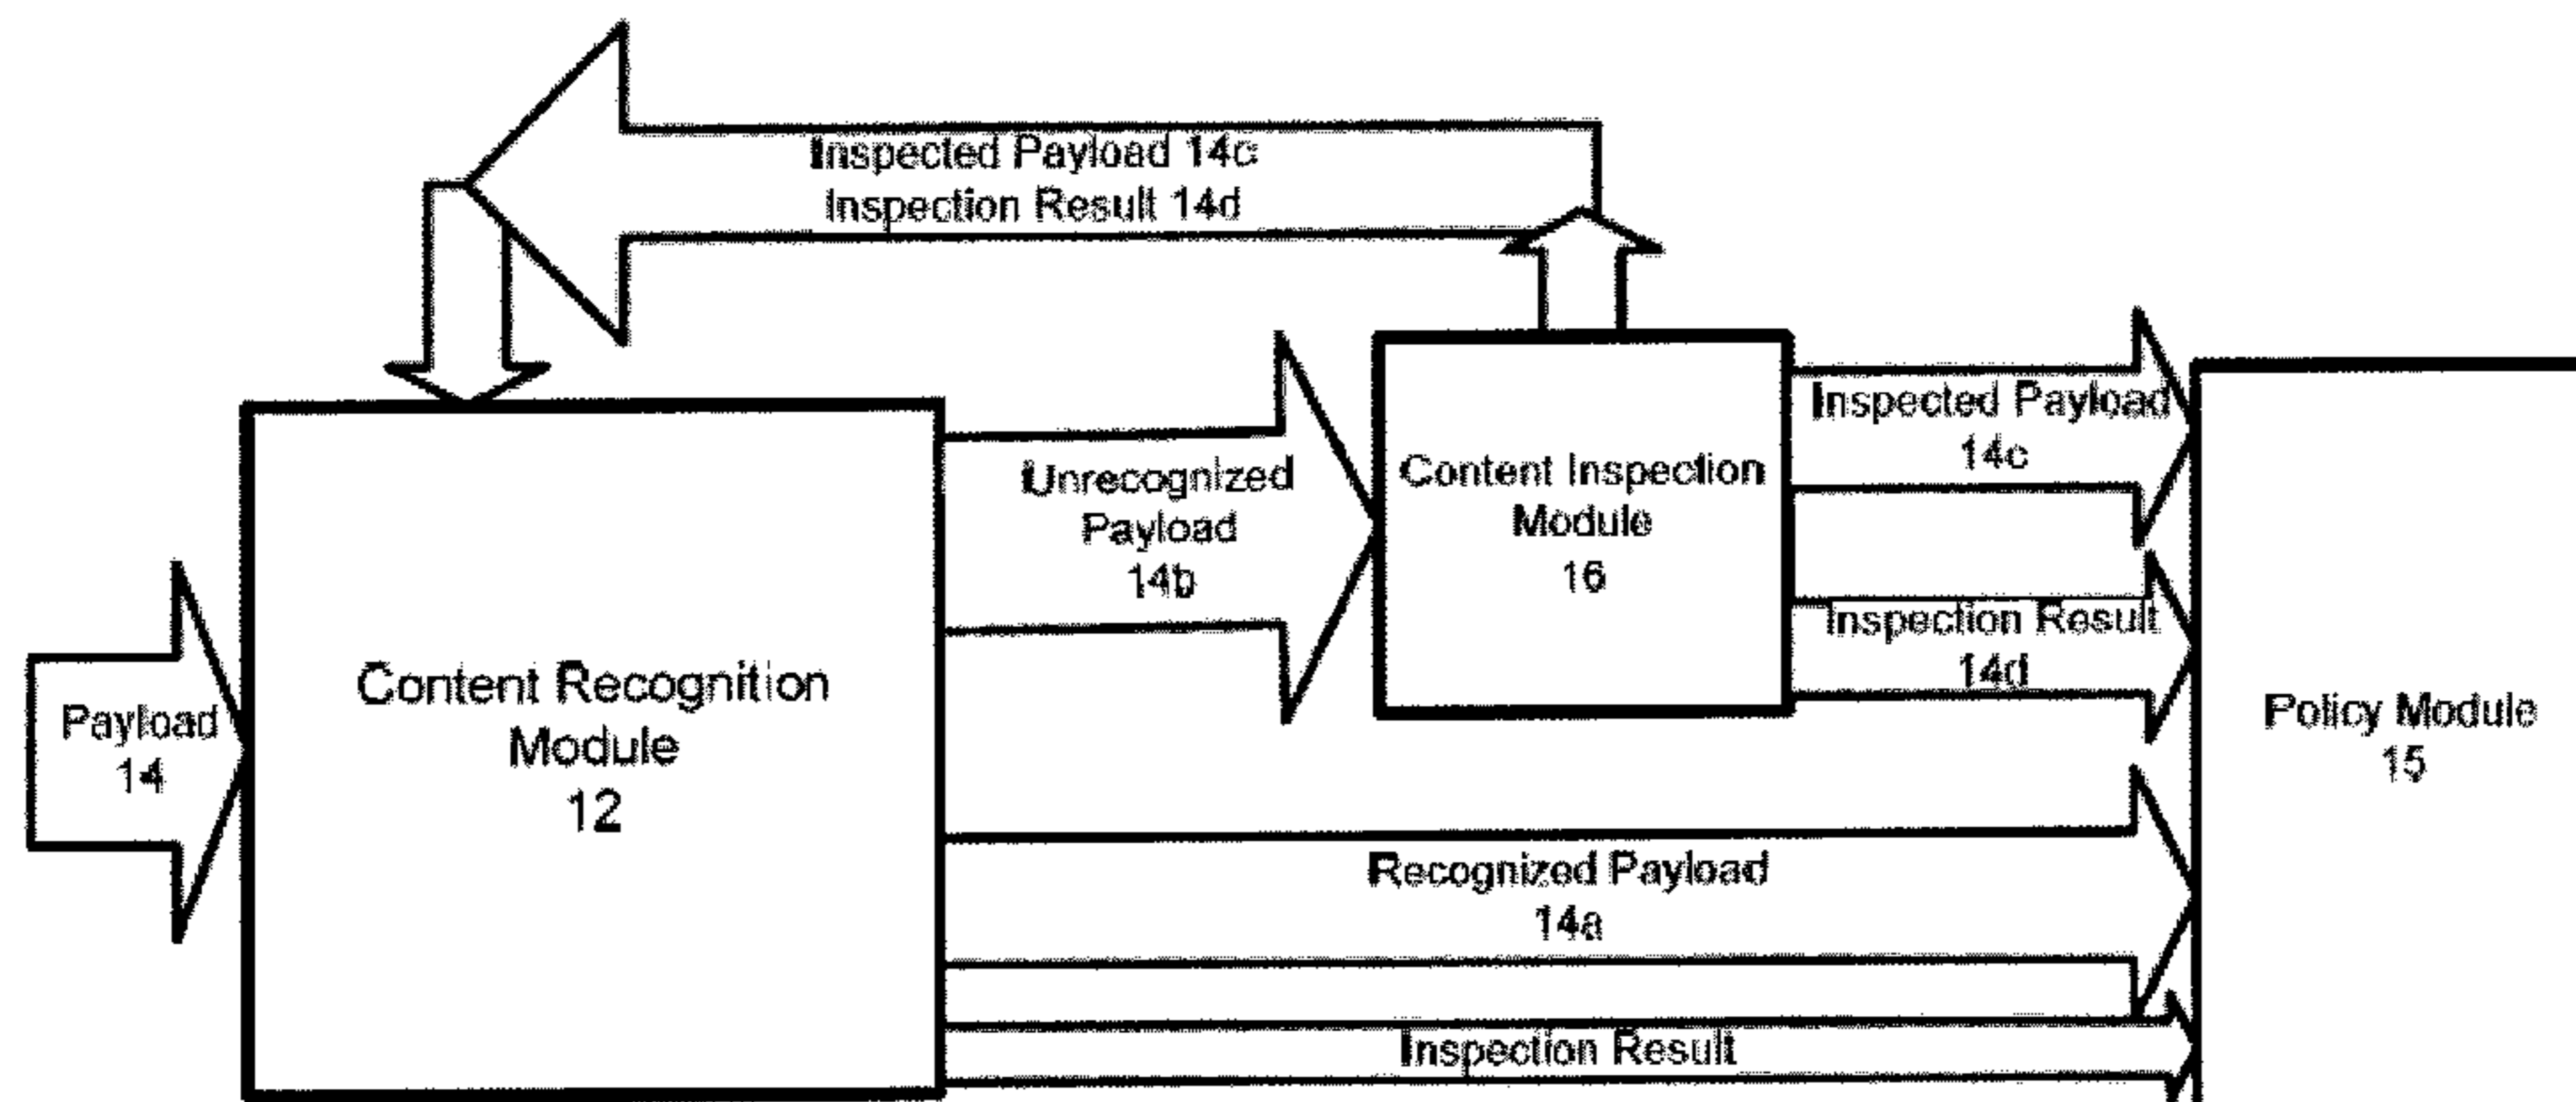 Inspected Payload 14c
Inspection Result 14d
Payload
14
Content Recognition
Module
12
Unrecognized
Payload
14b
Content Inspection
Module
16
Inspected Payload
14c
Inspection Result
14d
Recognized Payload
14a
Inspection Result
Policy Module
15